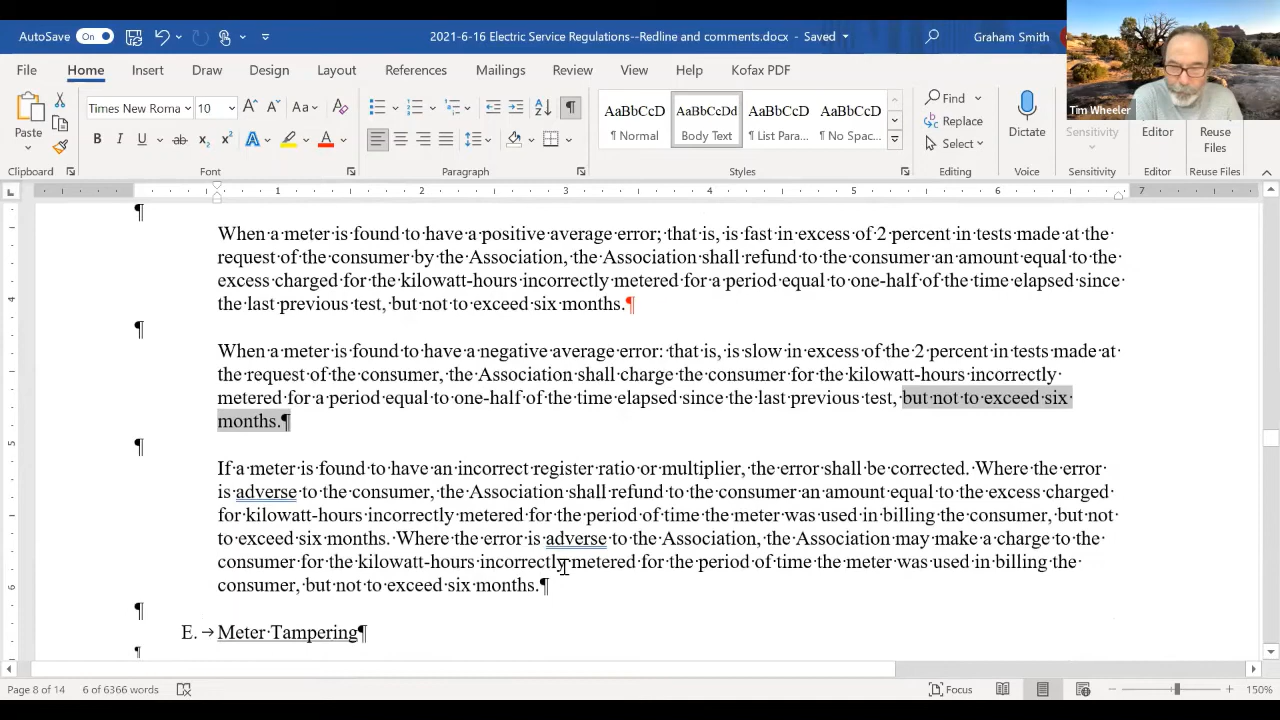 AutoSave On 2021-6-16 Electric Service Regulations--Redline and comments.docx - Saved Graham Smith
File Home Insert Draw Design Layout References Mailings Review View Help Kofax PDF
Tim Wheeler
Times New Roma 10 Aa
Paste
B I U ab x₂ x² A A
AaBbCcD AaBbCcDd AaBbCcD AaBbCcD
¶ Normal Body Text ¶ List Para... ¶ No Spac...
Find Replace Select
Dictate Sensitivity Editor Reuse Files
Clipboard Font Paragraph Styles Editing Voice Sensitivity Editor Reuse Files
1 2 3 4 5 6 7
¶
When a meter is found to have a positive average error; that is, is fast in excess of 2 percent in tests made at the
request of the consumer by the Association, the Association shall refund to the consumer an amount equal to the
excess charged for the kilowatt-hours incorrectly metered for a period equal to one-half of the time elapsed since
the last previous test, but not to exceed six months.¶
¶
When a meter is found to have a negative average error: that is, is slow in excess of the 2 percent in tests made at
the request of the consumer, the Association shall charge the consumer for the kilowatt-hours incorrectly
metered for a period equal to one-half of the time elapsed since the last previous test, but not to exceed six
months.¶
¶
If a meter is found to have an incorrect register ratio or multiplier, the error shall be corrected. Where the error
is adverse to the consumer, the Association shall refund to the consumer an amount equal to the excess charged
for kilowatt-hours incorrectly metered for the period of time the meter was used in billing the consumer, but not
to exceed six months. Where the error is adverse to the Association, the Association may make a charge to the
consumer for the kilowatt-hours incorrectly metered for the period of time the meter was used in billing the
consumer, but not to exceed six months.¶
¶
E. → Meter Tampering¶
¶
4
5
6
Page 8 of 14 6 of 6366 words Focus 150%